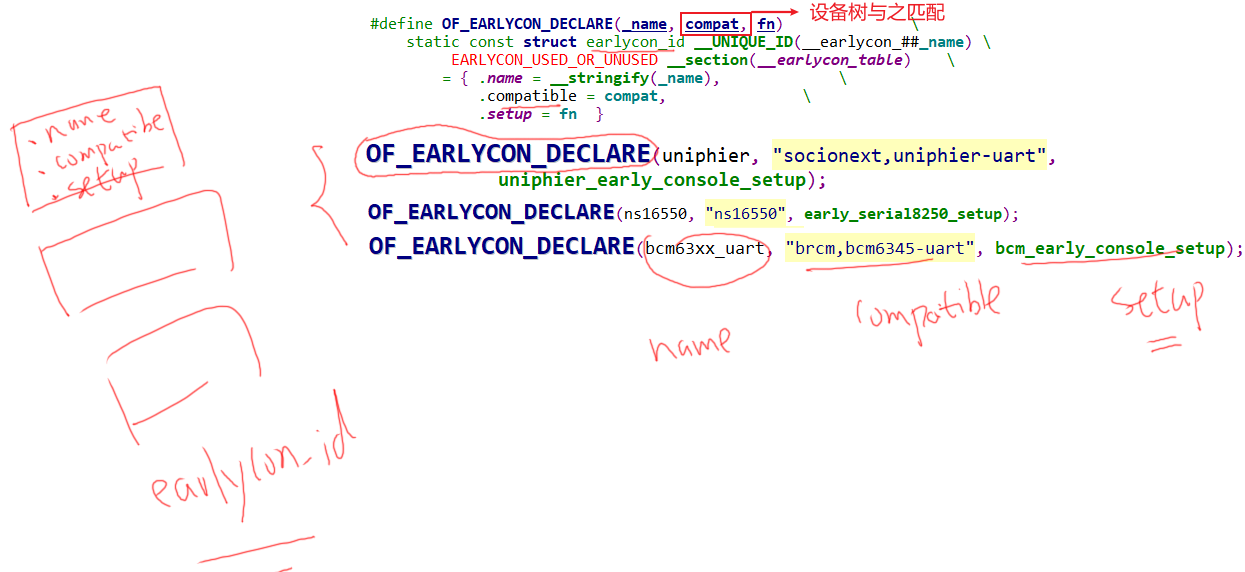 #define OF_EARLYCON_DECLARE(_name, compat, fn) \
设备树与之匹配
static const struct earlycon_id __UNIQUE_ID(__earlycon_##_name) \
EARLYCON_USED_OR_UNUSED __section(__earlycon_table) \
= { .name = __stringify(_name), \
.compatible = compat, \
.setup = fn }
.name
.compatibe
.setup
OF_EARLYCON_DECLARE(uniphier, "socionext,uniphier-uart",
uniphier_early_console_setup);
OF_EARLYCON_DECLARE(ns16550, "ns16550", early_serial8250_setup);
OF_EARLYCON_DECLARE(bcm63xx_uart, "brcm,bcm6345-uart", bcm_early_console_setup);
name
compatible
setup
earlycon_id